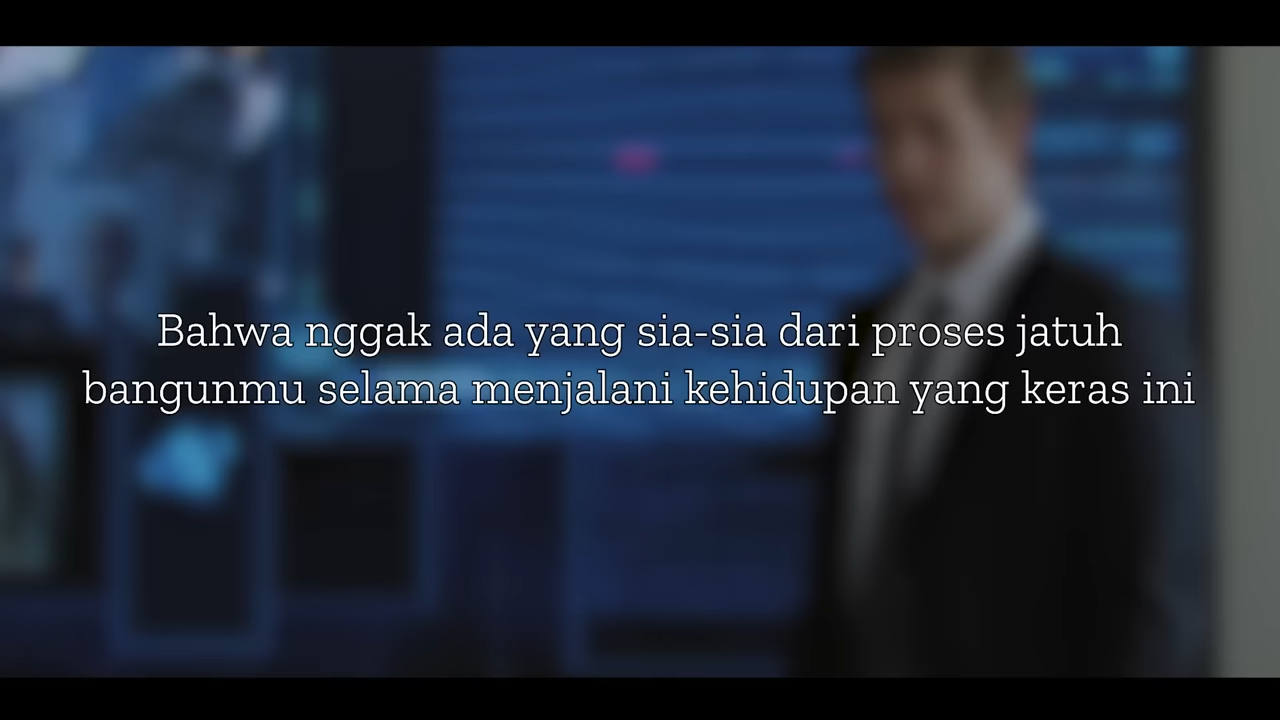 Bahwa nggak ada yang sia-sia dari proses jatuh
bangunmu selama menjalani kehidupan yang keras ini